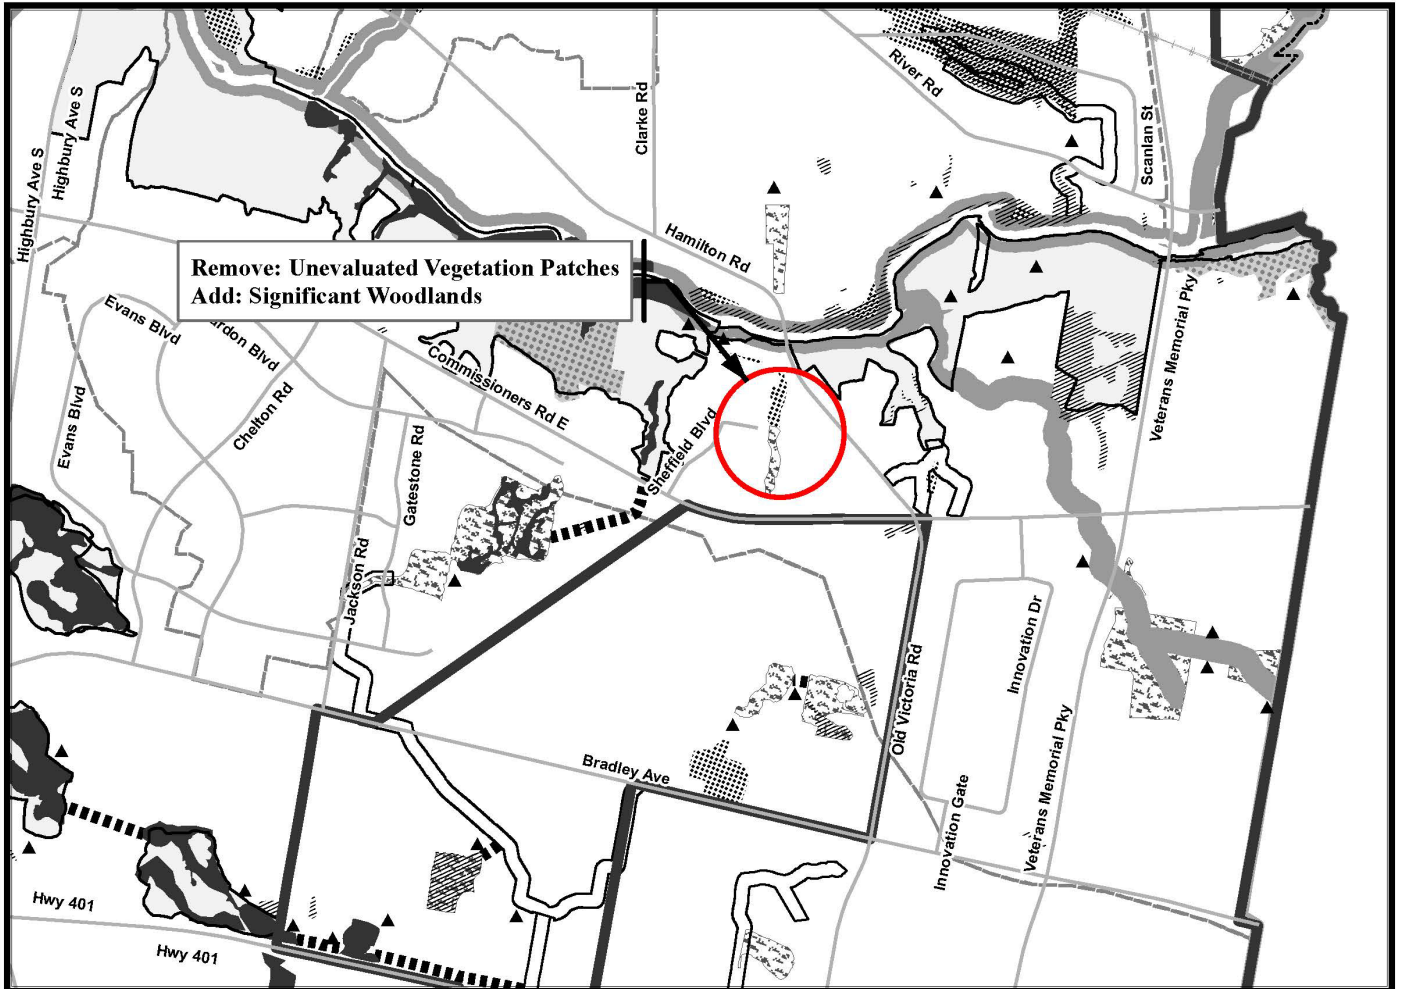 Highbury Ave S
Highbury Ave S
Clarke Rd
River Rd
Scanlan St
Hamilton Rd
Remove: Unevaluated Vegetation Patches
Add: Significant Woodlands
Evans Blvd
Evans Blvd
Chelton Rd
Commissioners Rd E
Gatestone Rd
Sheffield Blvd
Veterans Memorial Pky
Jackson Rd
Old Victoria Rd
Innovation Dr
Veterans Memorial Pky
Bradley Ave
Innovation Gate
Hwy 401
Hwy 401